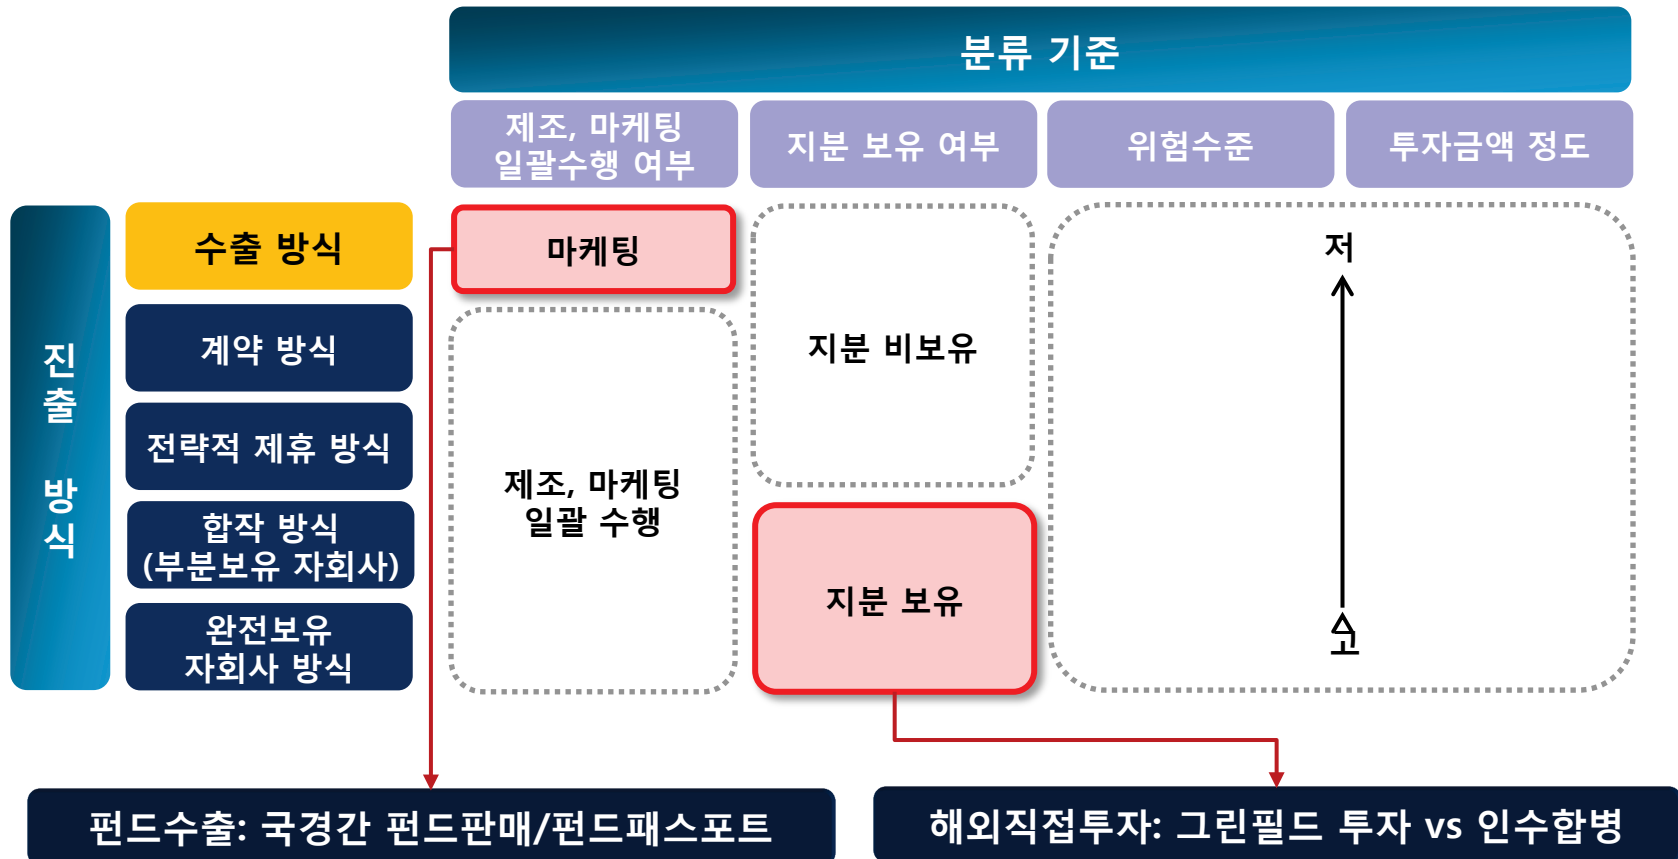 분류 기준
제조, 마케팅
일괄수행 여부
지분 보유 여부
위험수준
투자금액 정도
진출 방식
수출 방식
마케팅
저
계약 방식
지분 비보유
전략적 제휴 방식
제조, 마케팅
일괄 수행
합작 방식
(부분보유 자회사)
지분 보유
완전보유
자회사 방식
고
펀드수출: 국경간 펀드판매/펀드패스포트
해외직접투자: 그린필드 투자 vs 인수합병